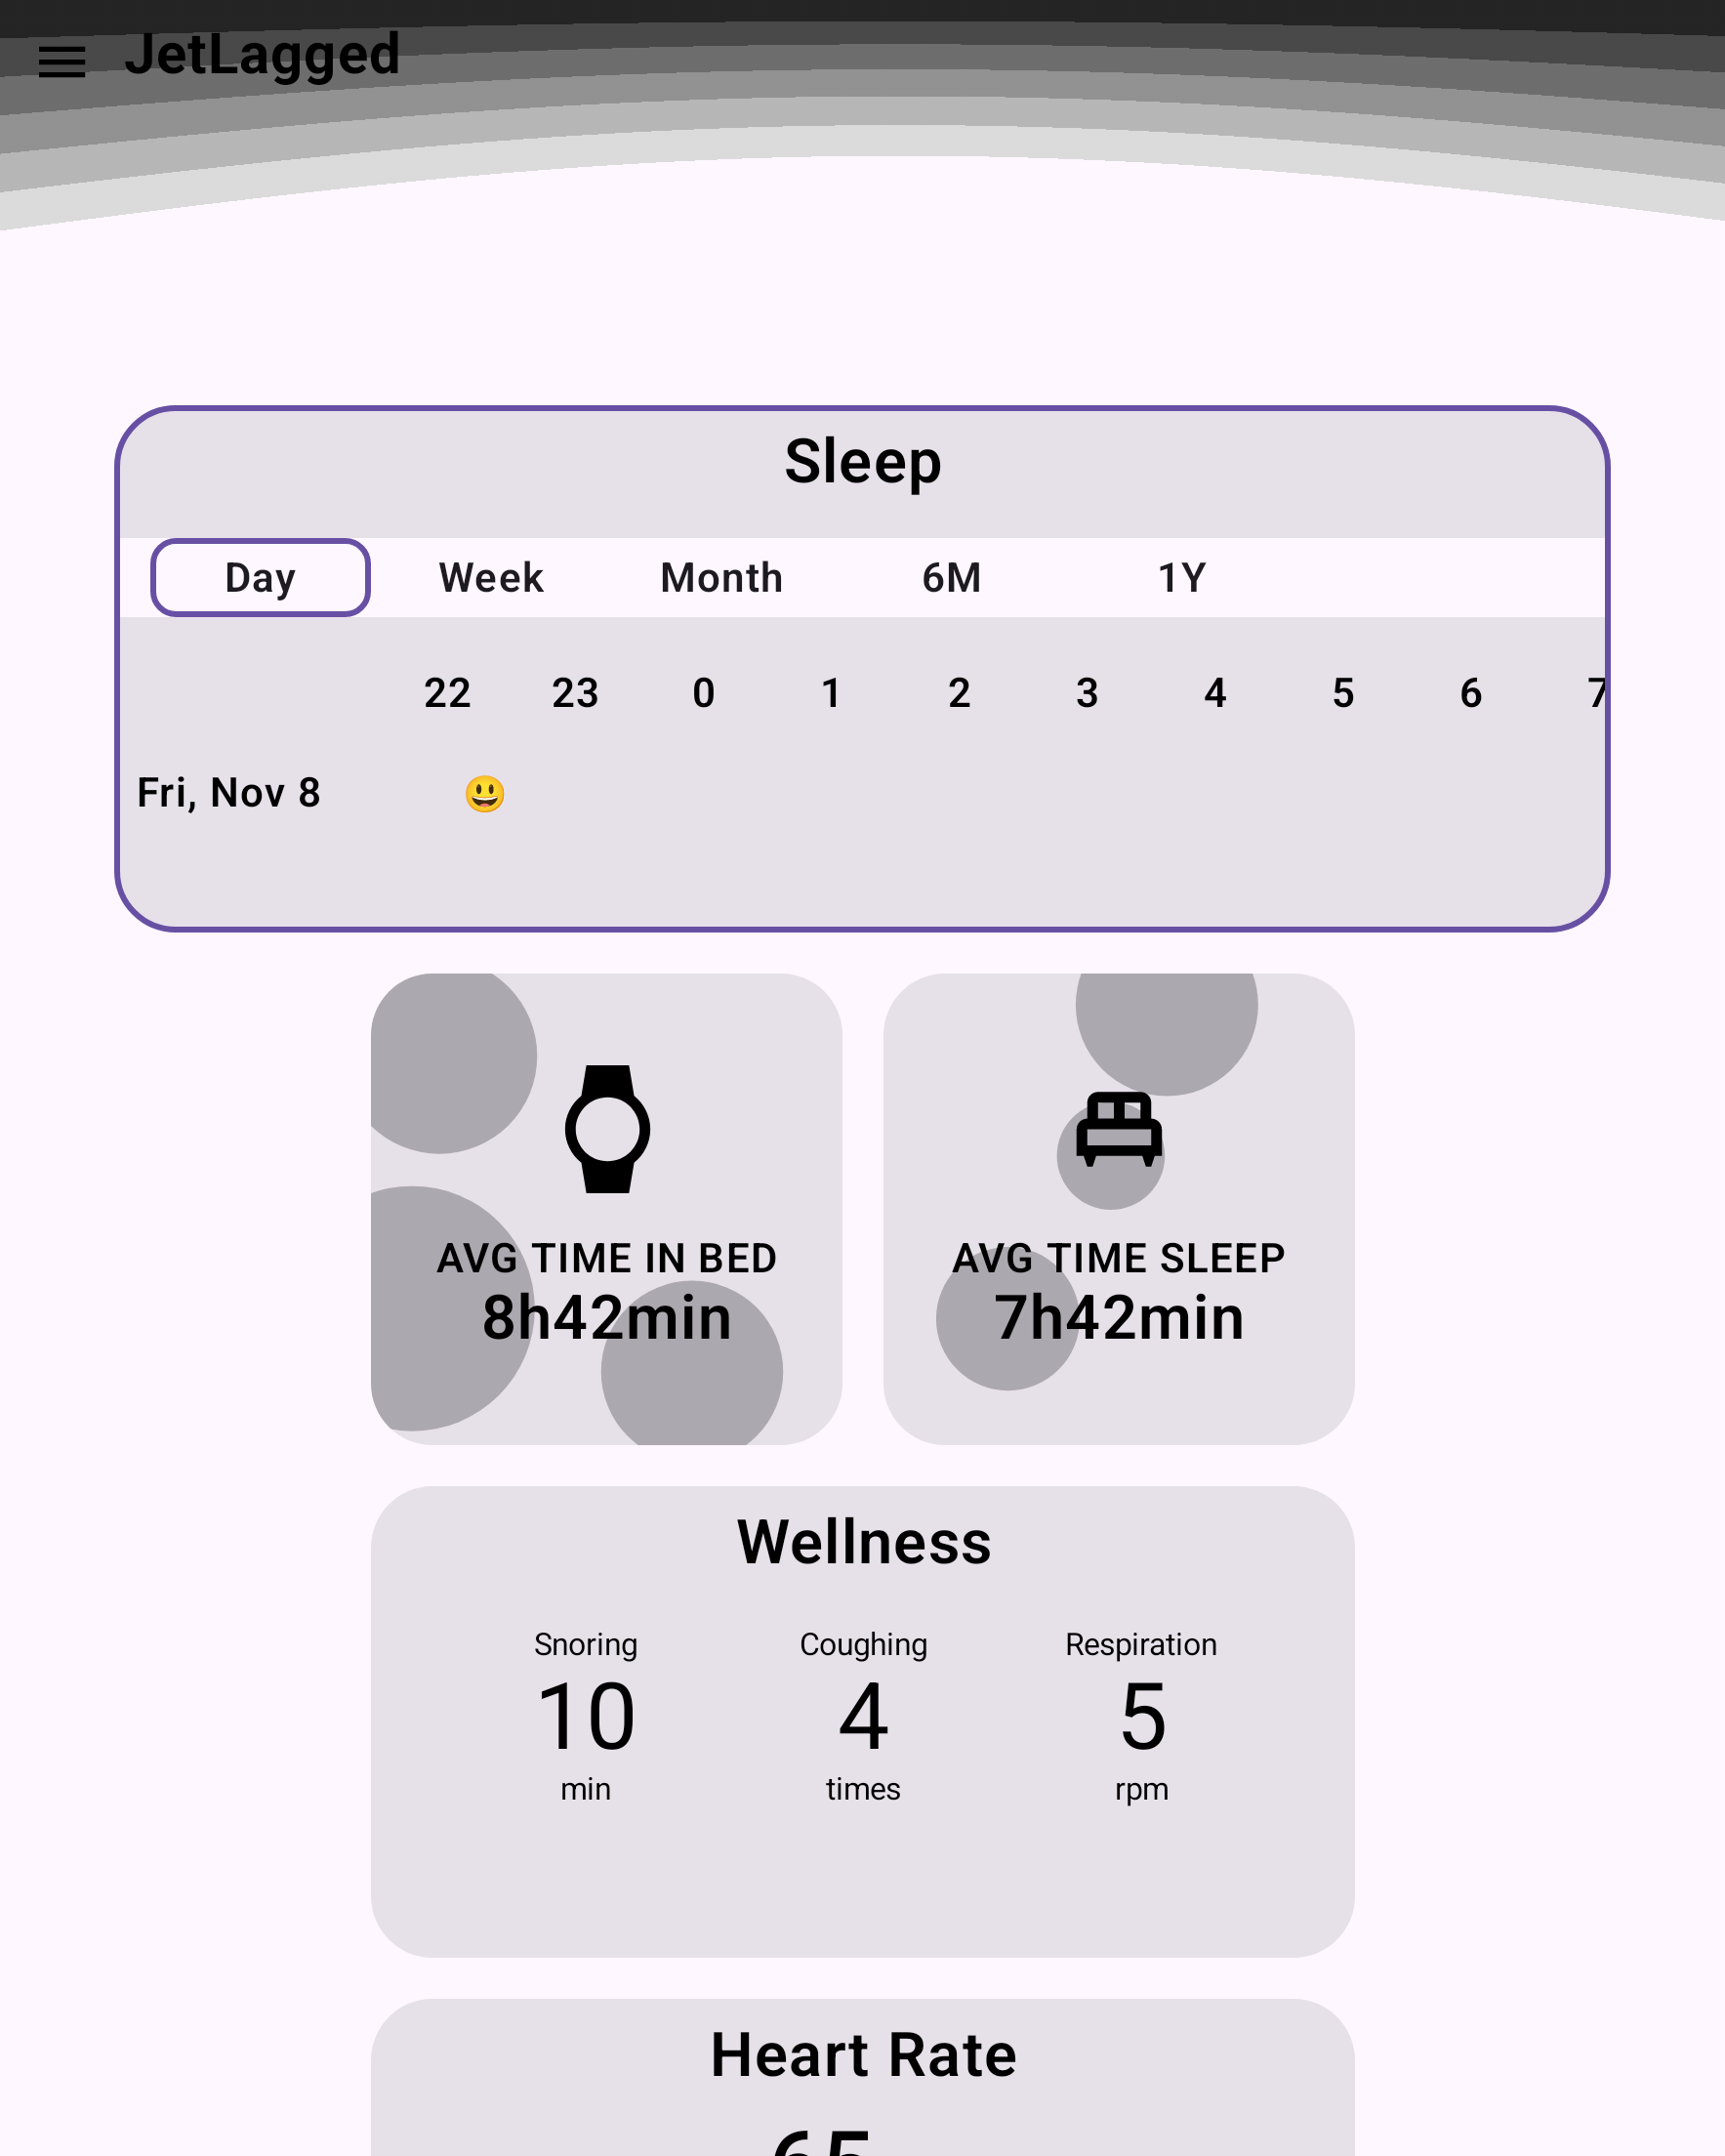 JetLagged
Sleep
Day Week Month 6M 1Y
22 23 0 1 2 3 4 5 6 7
Fri, Nov 8 😃
AVG TIME IN BED
8h42min
AVG TIME SLEEP
7h42min
Wellness
Snoring Coughing Respiration
10 4 5
min times rpm
Heart Rate
65